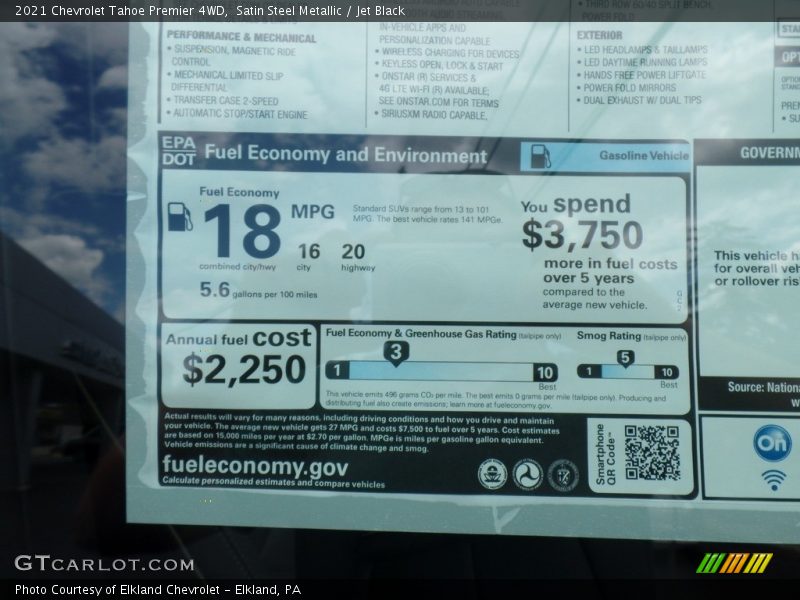 2021 Chevrolet Tahoe Premier 4WD, Satin Steel Metallic / Jet Black
PERFORMANCE & MECHANICAL
• SUSPENSION, MAGNETIC RIDE
CONTROL
• MECHANICAL LIMITED SLIP
DIFFERENTIAL
• TRANSFER CASE 2-SPEED
• AUTOMATIC STOP/START ENGINE
IN-VEHICLE APPS AND
PERSONALIZATION CAPABLE
• WIRELESS CHARGING FOR DEVICES
• KEYLESS OPEN, LOCK & START
• ONSTAR (R) SERVICES &
4G LTE WI-FI (R) AVAILABLE;
SEE ONSTAR.COM FOR TERMS
• SIRIUSXM RADIO CAPABLE,
• THIRD ROW 60/40 SPLIT BENCH,
POWER FOLD
EXTERIOR
• LED HEADLAMPS & TAILLAMPS
• LED DAYTIME RUNNING LAMPS
• HANDS FREE POWER LIFTGATE
• POWER FOLD MIRRORS
• DUAL EXHAUST W/ DUAL TIPS
EPA
DOT
Fuel Economy and Environment
Gasoline Vehicle
Fuel Economy
18 MPG
Standard SUVs range from 13 to 101
MPG. The best vehicle rates 141 MPGe.
16 20
combined city/hwy city highway
5.6 gallons per 100 miles
You spend
$3,750
more in fuel costs
over 5 years
compared to the
average new vehicle.
Annual fuel cost
$2,250
Fuel Economy & Greenhouse Gas Rating (tailpipe only)
3
1 10
Best
Smog Rating (tailpipe only)
5
1 10
Best
This vehicle emits 496 grams CO₂ per mile. The best emits 0 grams per mile (tailpipe only). Producing and
distributing fuel also create emissions; learn more at fueleconomy.gov.
Actual results will vary for many reasons, including driving conditions and how you drive and maintain
your vehicle. The average new vehicle gets 27 MPG and costs $7,500 to fuel over 5 years. Cost estimates
are based on 15,000 miles per year at $2.70 per gallon. MPGe is miles per gasoline gallon equivalent.
Vehicle emissions are a significant cause of climate change and smog.
fueleconomy.gov
Calculate personalized estimates and compare vehicles
Smartphone
QR Code™
GOVERNM
This vehicle h
for overall veh
or rollover ris
Source: Nationa
On
GTCARLOT.COM
Photo Courtesy of Elkland Chevrolet - Elkland, PA